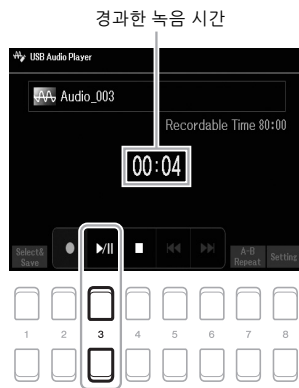 경과한 녹음 시간
USB Audio Player
Audio_003
Recordable Time 80:00
00:04
Select&
Save
A-B
Repeat
Setting
1 2 3 4 5 6 7 8